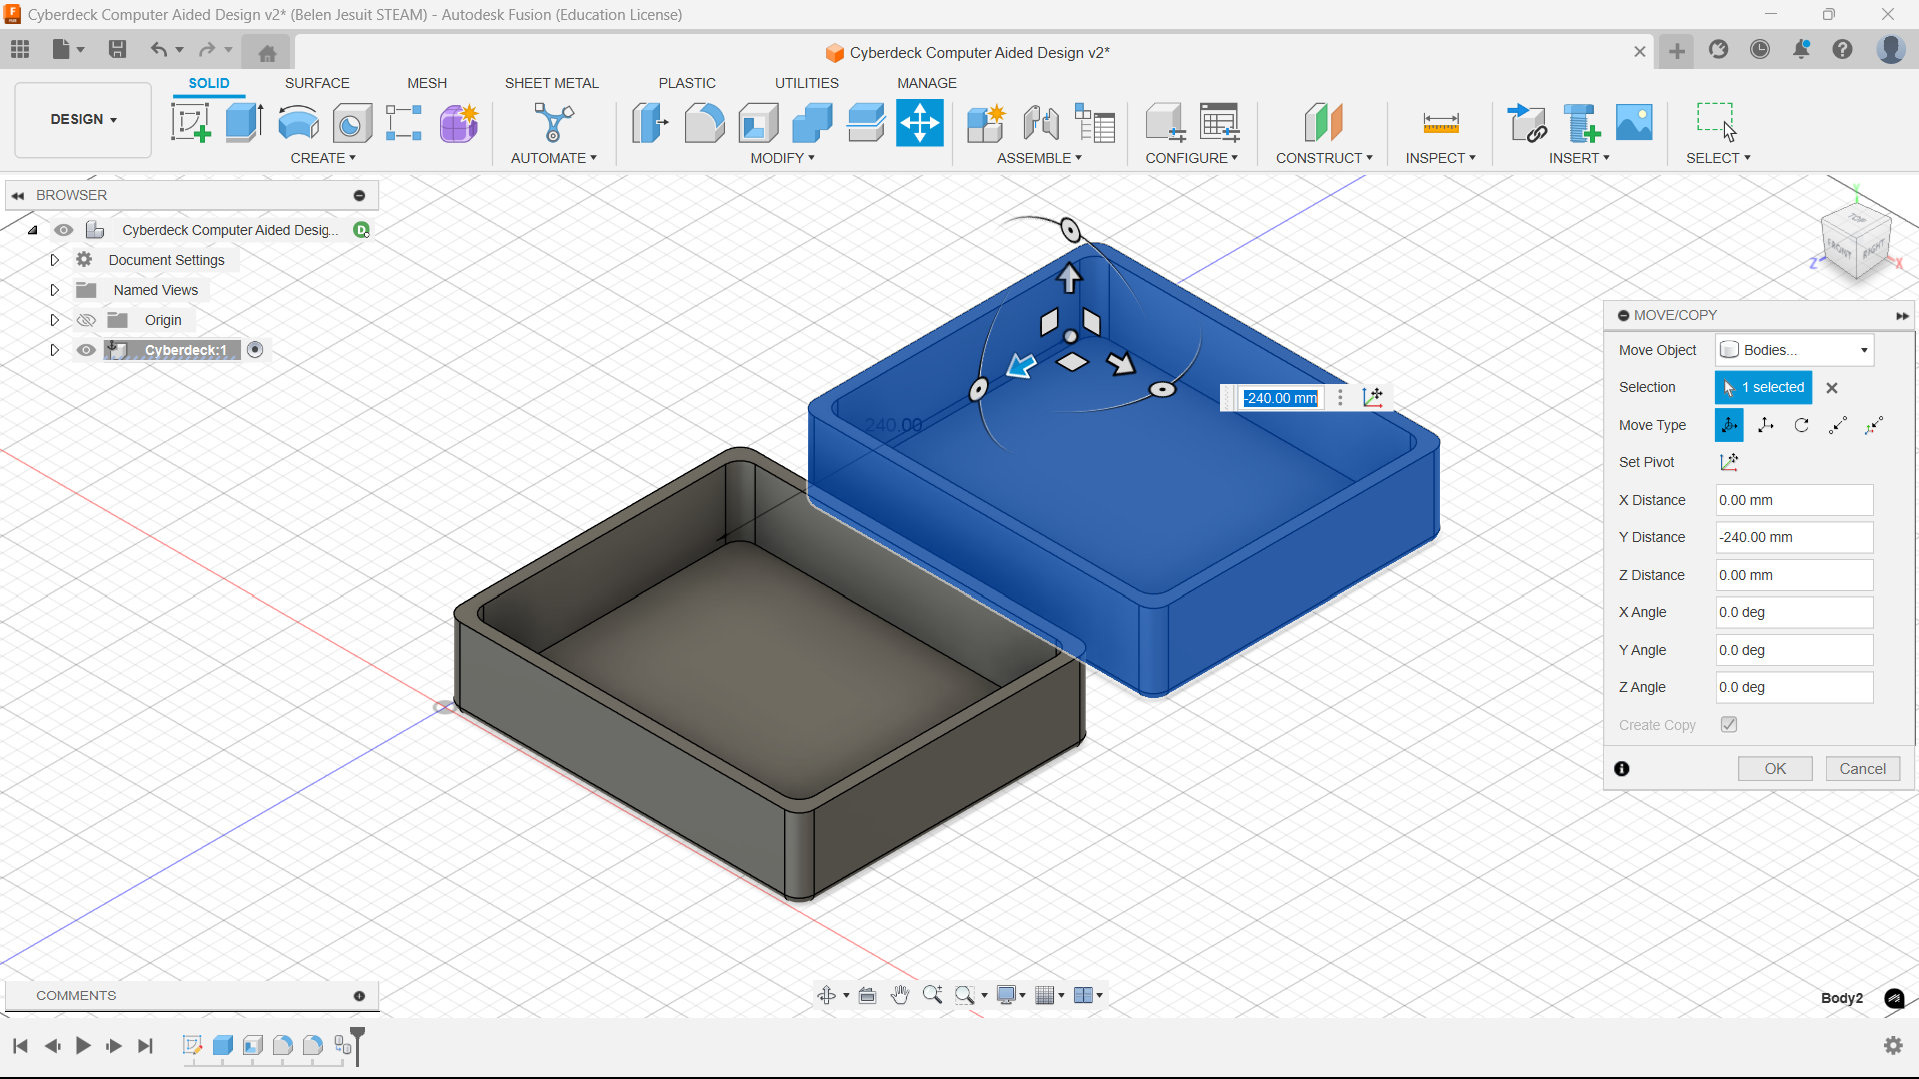 Cyberdeck Computer Aided Design v2* (Belen Jesuit STEAM) - Autodesk Fusion (Education License)
Cyberdeck Computer Aided Design v2*
SOLID SURFACE MESH SHEET METAL PLASTIC UTILITIES MANAGE
DESIGN
CREATE AUTOMATE MODIFY ASSEMBLE CONFIGURE CONSTRUCT INSPECT INSERT SELECT
BROWSER
Cyberdeck Computer Aided Desig... D
Document Settings
Named Views
Origin
Cyberdeck:1
Y
TOP
FRONT RIGHT
Z X
240.00
-240.00 mm
MOVE/COPY
Move Object Bodies...
Selection 1 selected
Move Type
Set Pivot
X Distance 0.00 mm
Y Distance -240.00 mm
Z Distance 0.00 mm
X Angle 0.0 deg
Y Angle 0.0 deg
Z Angle 0.0 deg
Create Copy
OK Cancel
COMMENTS
Body2